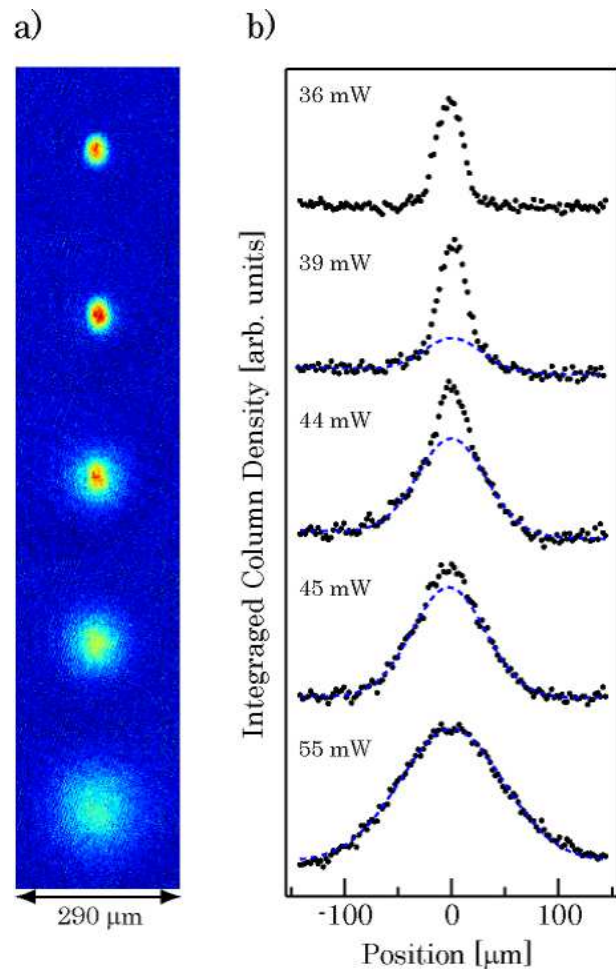 a)
b)
36 mW
39 mW
44 mW
45 mW
55 mW
Integraged Column Density [arb. units]
290 μm
-100 0 100
Position [μm]